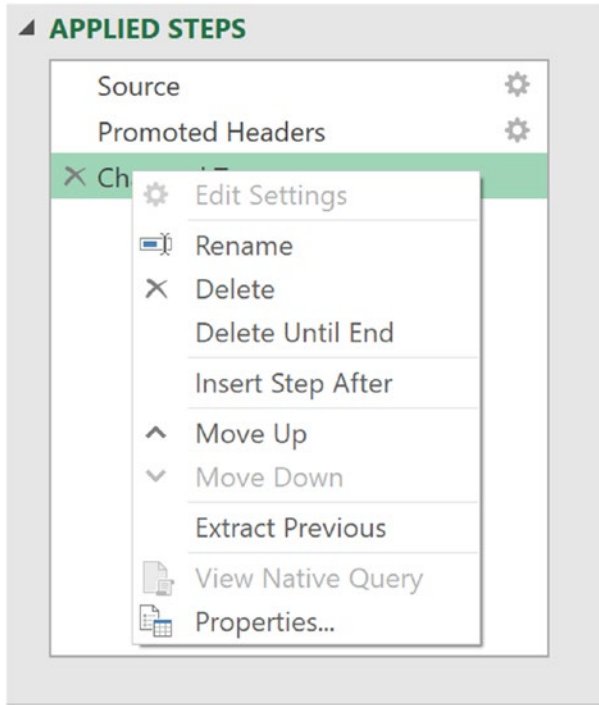 APPLIED STEPS
Source
Promoted Headers
Edit Settings
Rename
Delete
Delete Until End
Insert Step After
Move Up
Move Down
Extract Previous
View Native Query
Properties...